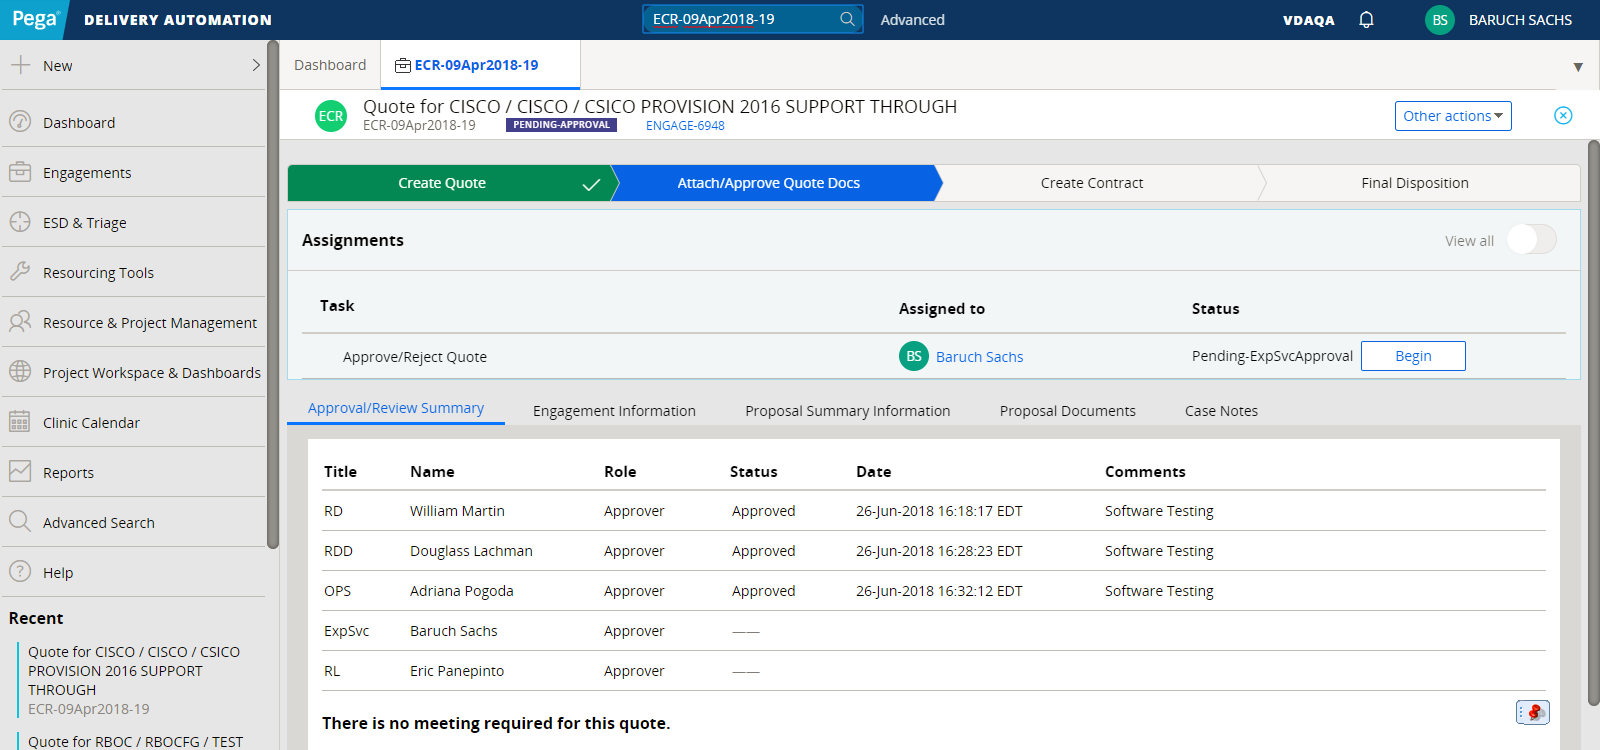 Pega® DELIVERY AUTOMATION ECR-09Apr2018-19 Advanced VDAQA BS BARUCH SACHS
New
Dashboard
Engagements
ESD & Triage
Resourcing Tools
Resource & Project Management
Project Workspace & Dashboards
Clinic Calendar
Reports
Advanced Search
Help
Recent
Quote for CISCO / CISCO / CSICO
PROVISION 2016 SUPPORT
THROUGH
ECR-09Apr2018-19
Quote for RBOC / RBOCFG / TEST
Dashboard ECR-09Apr2018-19
ECR Quote for CISCO / CISCO / CSICO PROVISION 2016 SUPPORT THROUGH
ECR-09Apr2018-19 PENDING-APPROVAL ENGAGE-6948
Other actions
Create Quote Attach/Approve Quote Docs Create Contract Final Disposition
Assignments View all
Task Assigned to Status
Approve/Reject Quote BS Baruch Sachs Pending-ExpSvcApproval Begin
Approval/Review Summary Engagement Information Proposal Summary Information Proposal Documents Case Notes
Title Name Role Status Date Comments
RD William Martin Approver Approved 26-Jun-2018 16:18:17 EDT Software Testing
RDD Douglass Lachman Approver Approved 26-Jun-2018 16:28:23 EDT Software Testing
OPS Adriana Pogoda Approver Approved 26-Jun-2018 16:32:12 EDT Software Testing
ExpSvc Baruch Sachs Approver ——
RL Eric Panepinto Approver ——
There is no meeting required for this quote.